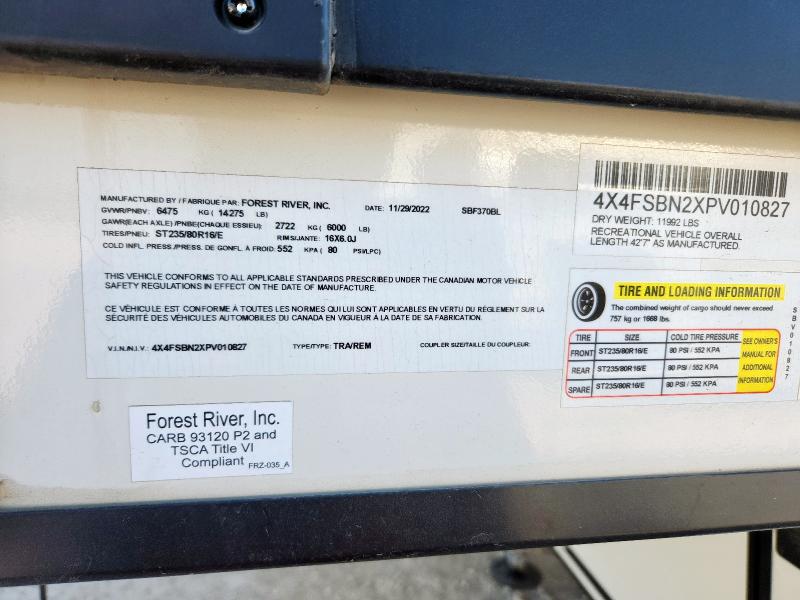 MANUFACTURED BY / FABRIQUE PAR: FOREST RIVER, INC. DATE: 11/29/2022 SBF370BL
GVWR/PNBV: 6475 KG ( 14275 LB)
GAWR(EACH AXLE) /PNBE(CHAQUE ESSIEU): 2722 KG ( 6000 LB)
TIRES/PNEU: ST235/80R16/E RIMS/JANTE: 16X6.0J
COLD INFL. PRESS./PRESS. DE GONFL. À FROID: 552 KPA ( 80 PSI/LPC)
THIS VEHICLE CONFORMS TO ALL APPLICABLE STANDARDS PRESCRIBED UNDER THE CANADIAN MOTOR VEHICLE
SAFETY REGULATIONS IN EFFECT ON THE DATE OF MANUFACTURE.
CE VÉHICULE EST CONFORME À TOUTES LES NORMES QUI LUI SONT APPLICABLES EN VERTU DU RÉGLEMENT SUR LA
SÉCURITÉ DES VÉHICULES AUTOMOBILES DU CANADA EN VIGUEUR À LA DATE DE SA FABRICATION.
V.I.N./N.I.V.: 4X4FSBN2XPV010827 TYPE/TYPE: TRA/REM COUPLER SIZE/TAILLE DU COUPLEUR:
4X4FSBN2XPV010827
DRY WEIGHT: 11992 LBS
RECREATIONAL VEHICLE OVERALL
LENGTH 42'7" AS MANUFACTURED.
TIRE AND LOADING INFORMATION
The combined weight of cargo should never exceed
757 kg or 1668 lbs.
TIRE SIZE COLD TIRE PRESSURE
FRONT ST235/80R16/E 80 PSI / 552 KPA
REAR ST235/80R16/E 80 PSI / 552 KPA
SPARE ST235/80R16/E 80 PSI / 552 KPA
SEE OWNER'S
MANUAL FOR
ADDITIONAL
INFORMATION
SBV010827
Forest River, Inc.
CARB 93120 P2 and
TSCA Title VI
Compliant FRZ-035_A